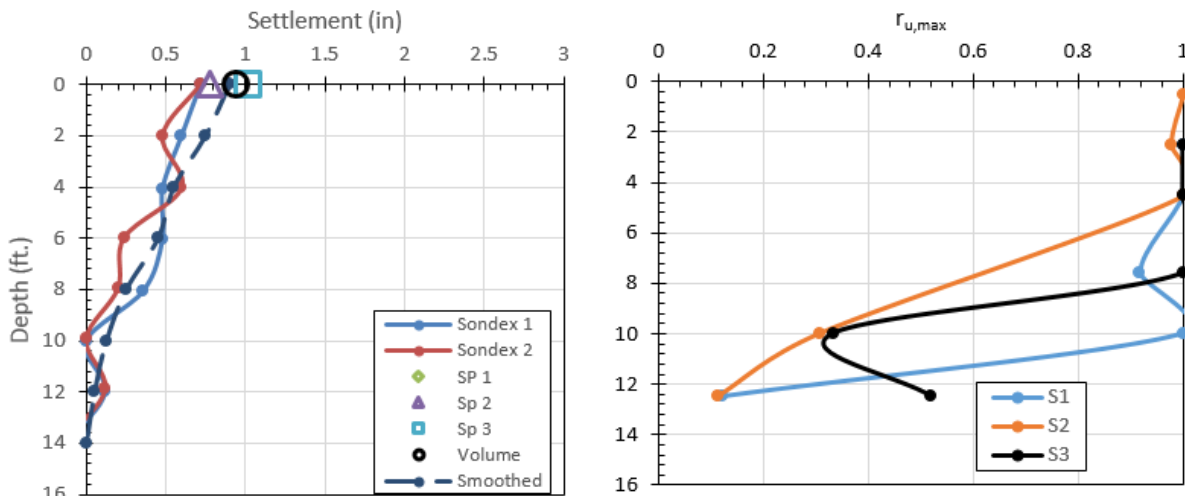 Settlement (in)
0 0.5 1 1.5 2 2.5 3
0
2
4
6
8
10
12
14
16
Depth (ft.)
Sondex 1
Sondex 2
SP 1
Sp 2
Sp 3
Volume
Smoothed
ru,max
0 0.2 0.4 0.6 0.8 1
0
2
4
6
8
10
12
14
16
S1
S2
S3